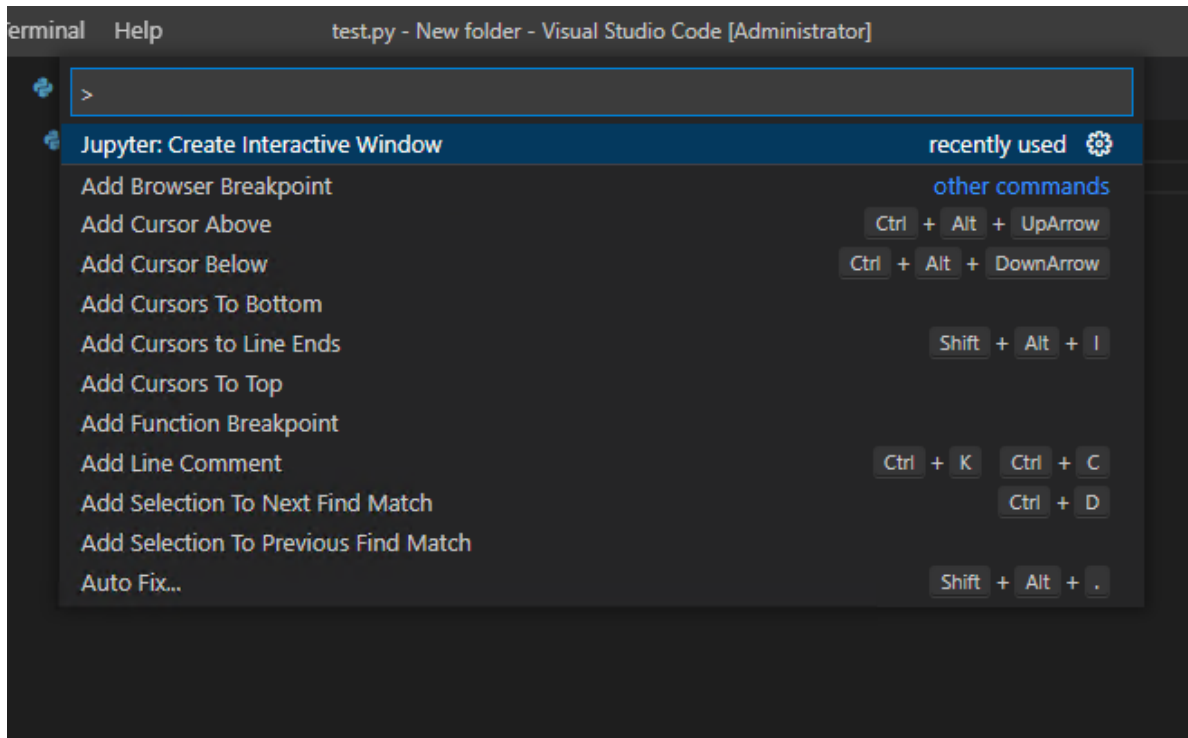 Terminal Help test.py - New folder - Visual Studio Code [Administrator]
>
Jupyter: Create Interactive Window recently used
Add Browser Breakpoint other commands
Add Cursor Above Ctrl + Alt + UpArrow
Add Cursor Below Ctrl + Alt + DownArrow
Add Cursors To Bottom
Add Cursors to Line Ends Shift + Alt + I
Add Cursors To Top
Add Function Breakpoint
Add Line Comment Ctrl + K Ctrl + C
Add Selection To Next Find Match Ctrl + D
Add Selection To Previous Find Match
Auto Fix... Shift + Alt + .